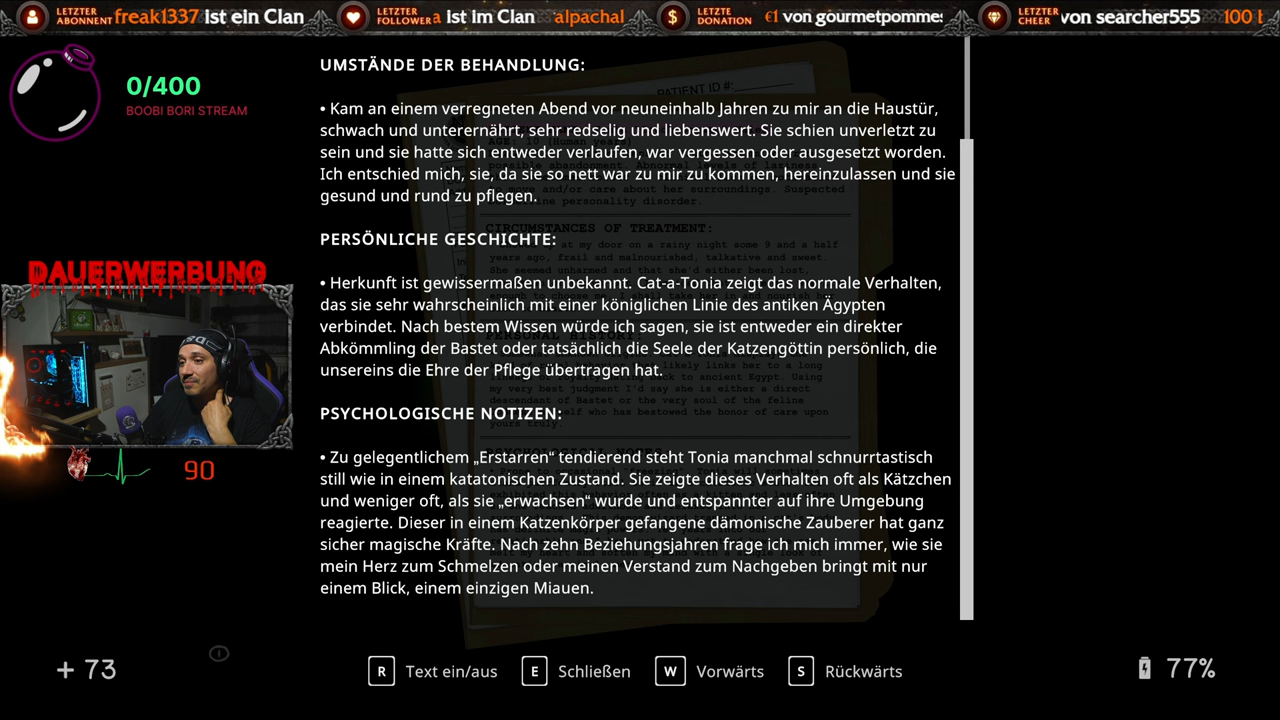 LETZTER ABONNENT freak1337 ist ein Clan
LETZTER FOLLOWER a ist im Clan alpachal
LETZTE DONATION €1 von gourmetpommes
LETZTER CHEER von searcher555 100
0/400
BOOBI BORI STREAM
DAUERWERBUNG
90
UMSTÄNDE DER BEHANDLUNG:
• Kam an einem verregneten Abend vor neuneinhalb Jahren zu mir an die Haustür,
schwach und unterernährt, sehr redselig und liebenswert. Sie schien unverletzt zu
sein und sie hatte sich entweder verlaufen, war vergessen oder ausgesetzt worden.
Ich entschied mich, sie, da sie so nett war zu mir zu kommen, hereinzulassen und sie
gesund und rund zu pflegen.
PERSÖNLICHE GESCHICHTE:
• Herkunft ist gewissermaßen unbekannt. Cat-a-Tonia zeigt das normale Verhalten,
das sie sehr wahrscheinlich mit einer königlichen Linie des antiken Ägypten
verbindet. Nach bestem Wissen würde ich sagen, sie ist entweder ein direkter
Abkömmling der Bastet oder tatsächlich die Seele der Katzengöttin persönlich, die
unsereins die Ehre der Pflege übertragen hat.
PSYCHOLOGISCHE NOTIZEN:
• Zu gelegentlichem „Erstarren“ tendierend steht Tonia manchmal schnurrtastisch
still wie in einem katatonischen Zustand. Sie zeigte dieses Verhalten oft als Kätzchen
und weniger oft, als sie „erwachsen“ wurde und entspannter auf ihre Umgebung
reagierte. Dieser in einem Katzenkörper gefangene dämonische Zauberer hat ganz
sicher magische Kräfte. Nach zehn Beziehungsjahren frage ich mich immer, wie sie
mein Herz zum Schmelzen oder meinen Verstand zum Nachgeben bringt mit nur
einem Blick, einem einzigen Miauen.
PATIENT ID #:
CIRCUMSTANCES OF TREATMENT:
+ 73
R Text ein/aus
E Schließen
W Vorwärts
S Rückwärts
77%